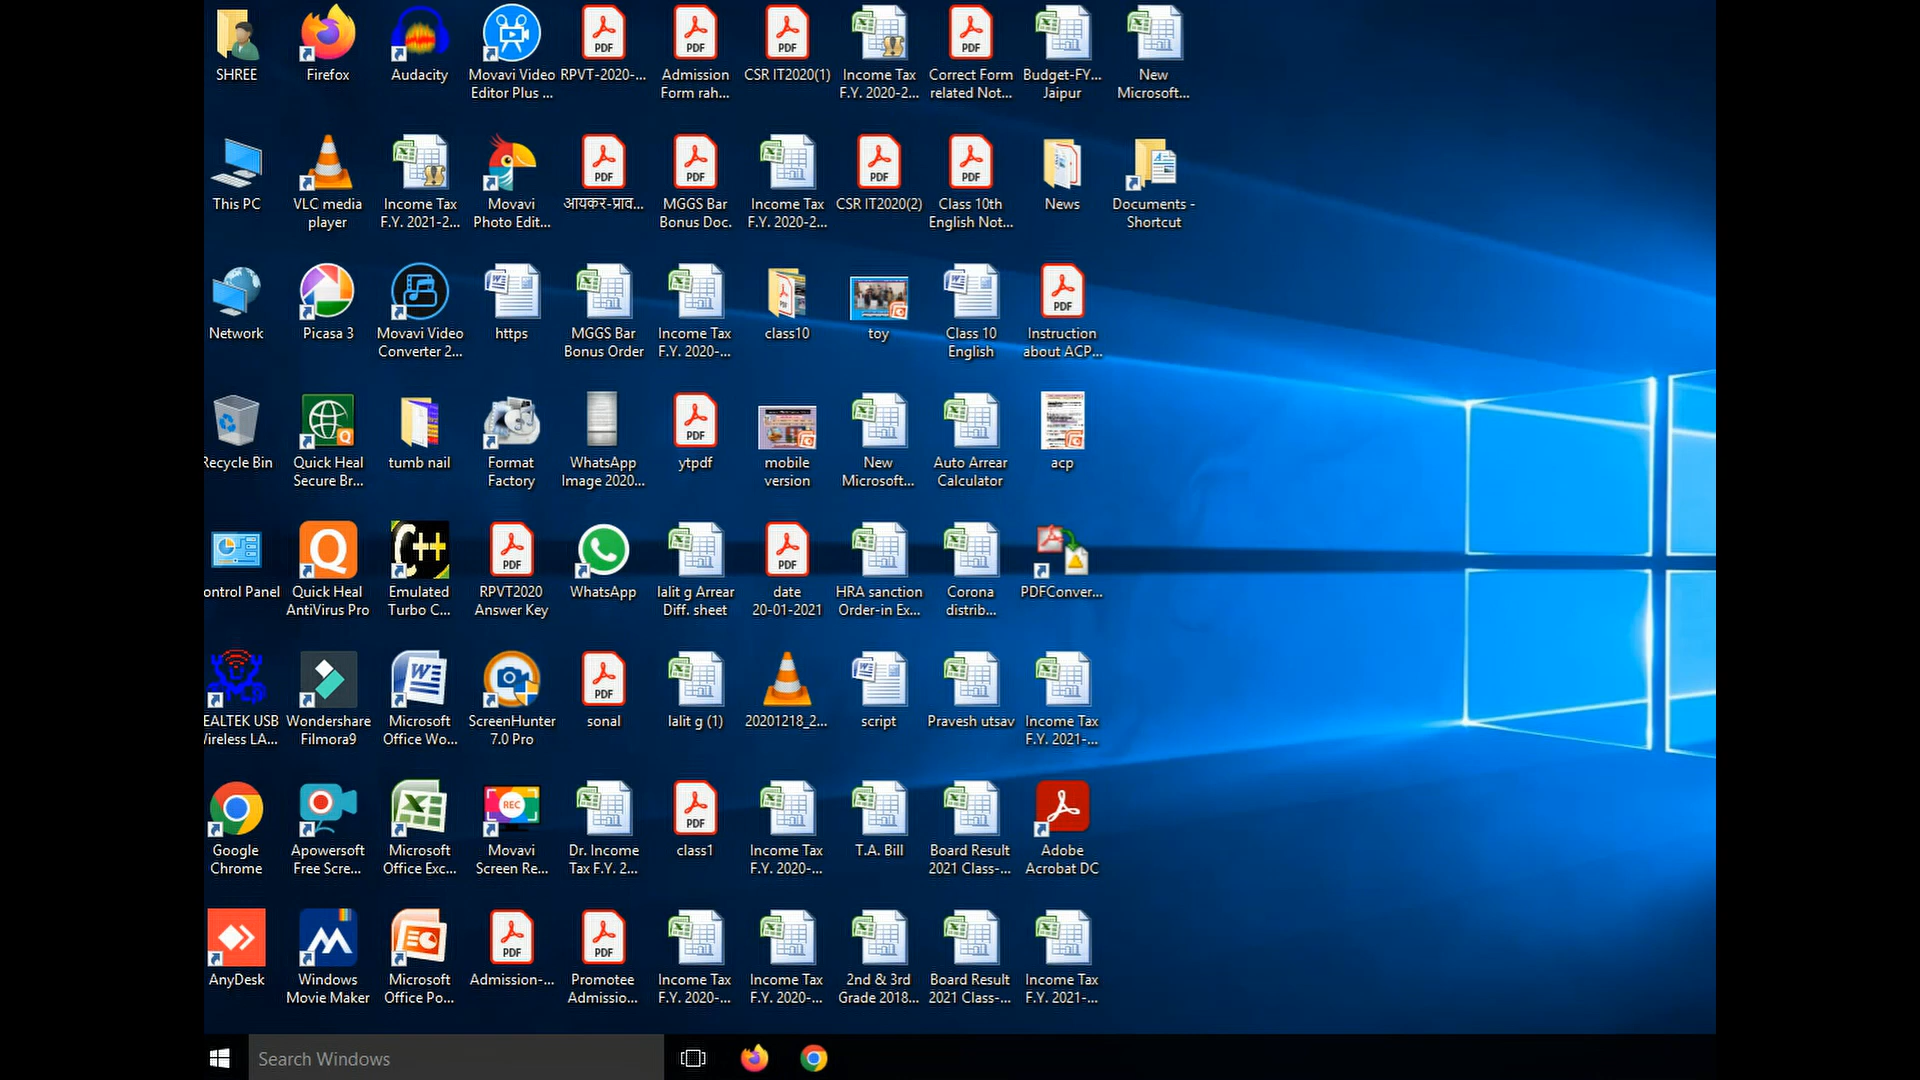 SHREE
Firefox
Audacity
Movavi Video
Editor Plus ...
RPVT-2020-...
Admission
Form rah...
CSR IT2020(1)
Income Tax
F.Y. 2020-2...
Correct Form
related Not...
Budget-FY...
Jaipur
New
Microsoft...
This PC
VLC media
player
Income Tax
F.Y. 2021-2...
Movavi
Photo Edit...
आयकर-प्राव...
MGGS Bar
Bonus Doc.
Income Tax
F.Y. 2020-2...
CSR IT2020(2)
Class 10th
English Not...
News
Documents -
Shortcut
Network
Picasa 3
Movavi Video
Converter 2...
https
MGGS Bar
Bonus Order
Income Tax
F.Y. 2020-...
class10
toy
Class 10
English
Instruction
about ACP...
Recycle Bin
Quick Heal
Secure Br...
tumb nail
Format
Factory
WhatsApp
Image 2020...
ytpdf
mobile
version
New
Microsoft...
Auto Arrear
Calculator
acp
ontrol Panel
Quick Heal
AntiVirus Pro
Emulated
Turbo C...
RPVT2020
Answer Key
WhatsApp
lalit g Arrear
Diff. sheet
date
20-01-2021
HRA sanction
Order-in Ex...
Corona
distrib...
PDFConver...
EALTEK USB
Wireless LA...
Wondershare
Filmora9
Microsoft
Office Wo...
ScreenHunter
7.0 Pro
sonal
lalit g (1)
20201218_2...
script
Pravesh utsav
Income Tax
F.Y. 2021-...
Google
Chrome
Apowersoft
Free Scre...
Microsoft
Office Exc...
Movavi
Screen Re...
Dr. Income
Tax F.Y. 2...
class1
Income Tax
F.Y. 2020-...
T.A. Bill
Board Result
2021 Class-...
Adobe
Acrobat DC
AnyDesk
Windows
Movie Maker
Microsoft
Office Po...
Admission-...
Promotee
Admissio...
Income Tax
F.Y. 2020-...
Income Tax
F.Y. 2020-...
2nd & 3rd
Grade 2018...
Board Result
2021 Class-...
Income Tax
F.Y. 2021-...
Search Windows